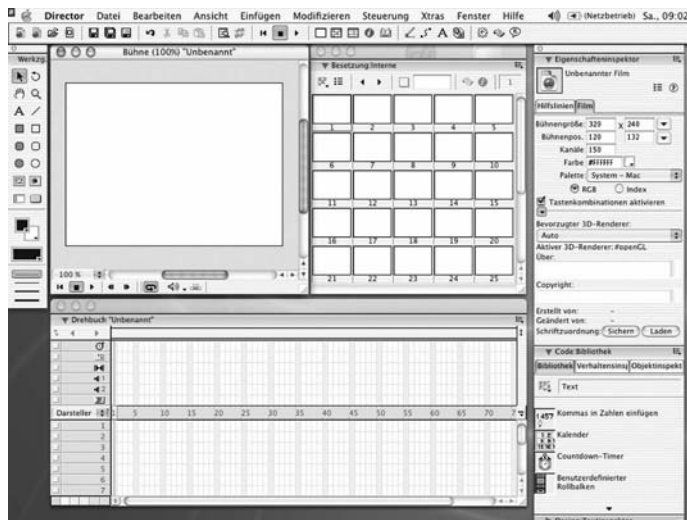 Director Datei Bearbeiten Ansicht Einfügen Modifizieren Steuerung Xtras Fenster Hilfe (Netzbetrieb) Sa., 09:02
Werkzg.
Bühne (100%) "Unbenannt"
100 %
Besetzung:Interne
1
1 2 3 4 5
6 7 8 9 10
11 12 13 14 15
16 17 18 19 20
21 22 23 24 25
Drehbuch "Unbenannt"
1
2
Darsteller 1 5 10 15 20 25 30 35 40 45 50 55 60 65 70 7
1
2
3
4
5
6
7
Eigenschafteninspektor
Unbenannter Film
Hilfslinien Film
Bühnengröße: 320 x 240
Bühnenpos. 120 132
Kanäle 150
Farbe #FFFFFF
Palette System - Mac
RGB Index
Tastenkombinationen aktivieren
Bevorzugter 3D-Renderer:
Auto
Aktiver 3D-Renderer: #openGL
Über:
Copyright:
Erstellt von: -
Geändert von: -
Schriftzuordnung: Sichern Laden
Code Bibliothek
Bibliothek Verhaltensinsp Objektinspekt
Text
Kommas in Zahlen einfügen
Kalender
Countdown-Timer
Benutzerdefinierter
Rollbalken